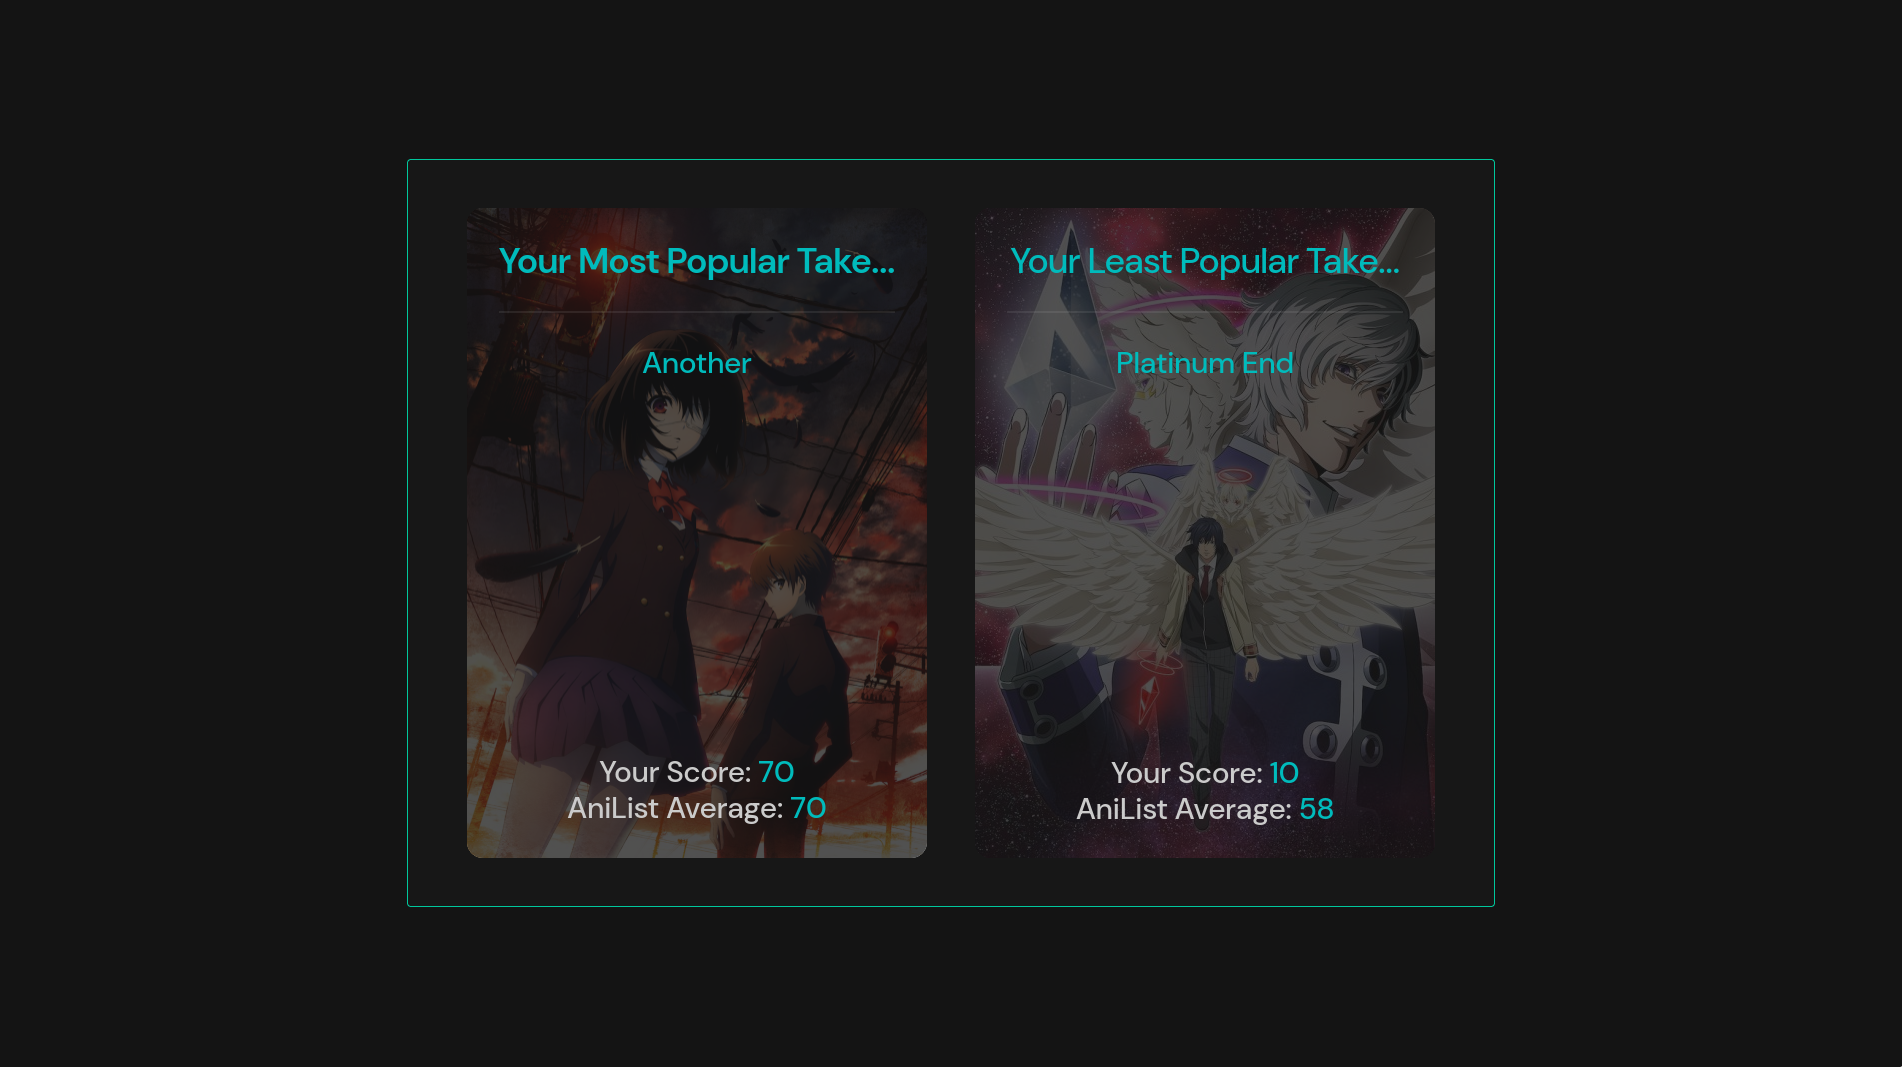 Your Most Popular Take...
Another
Your Score: 70
AniList Average: 70
Your Least Popular Take...
Platinum End
Your Score: 10
AniList Average: 58